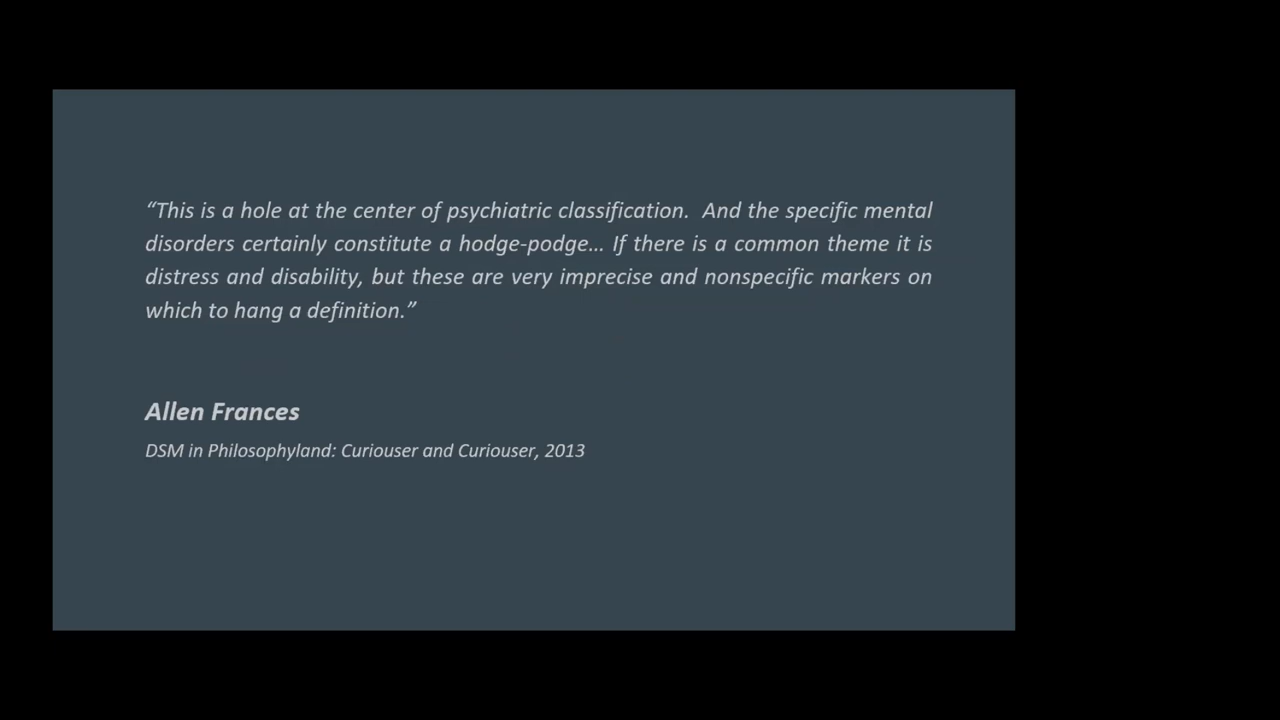 “This is a hole at the center of psychiatric classification.  And the specific mental
disorders certainly constitute a hodge-podge… If there is a common theme it is
distress and disability, but these are very imprecise and nonspecific markers on
which to hang a definition.”
Allen Frances
DSM in Philosophyland: Curiouser and Curiouser, 2013